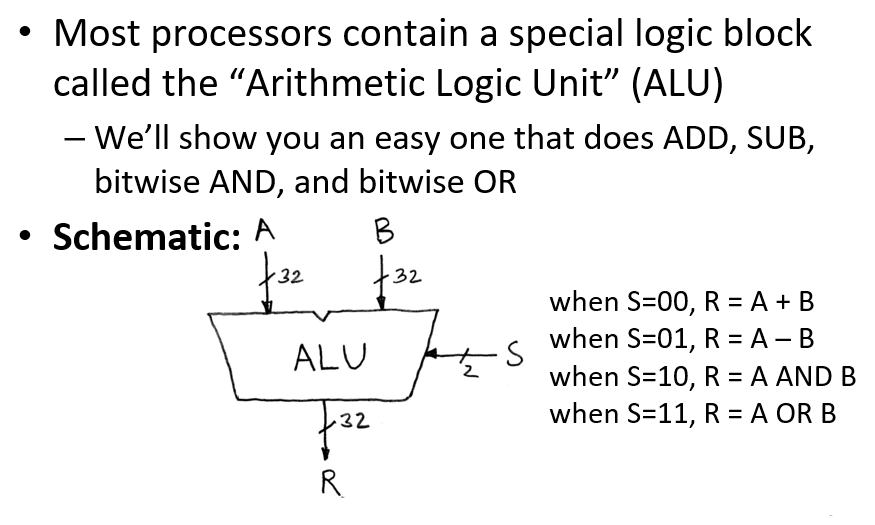 • Most processors contain a special logic block
called the “Arithmetic Logic Unit” (ALU)
– We’ll show you an easy one that does ADD, SUB,
bitwise AND, and bitwise OR
• Schematic:
A B
32 32
ALU
S
2
32
R
when S=00, R = A + B
when S=01, R = A – B
when S=10, R = A AND B
when S=11, R = A OR B